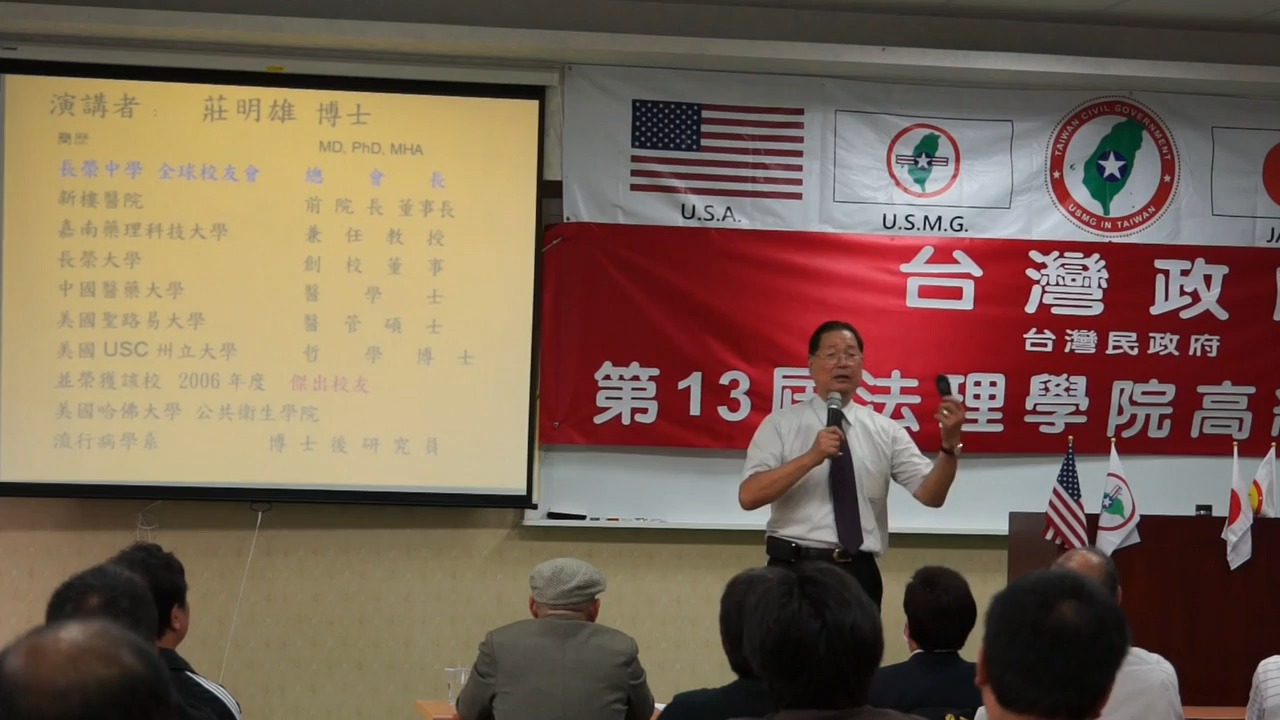 演講者： 莊明雄 博士
簡歷 MD, PhD, MHA
長榮中學 全球校友會 總 會 長
新樓醫院 前 院 長 董事長
嘉南藥理科技大學 兼 任 教 授
長榮大學 創 校 董 事
中國醫藥大學 醫 學 士
美國聖路易大學 醫 管 碩 士
美國 USC 州立大學 哲 學 博 士
並榮獲該校 2006 年度 傑出校友
美國哈佛大學 公共衛生學院
流行病學系 博 士 後 研 究 員
U.S.A.
U.S.M.G.
TAIWAN CIVIL GOVERNMENT
USMG IN TAIWAN
JA
台灣政
台灣民政府
第13屆法理學院高